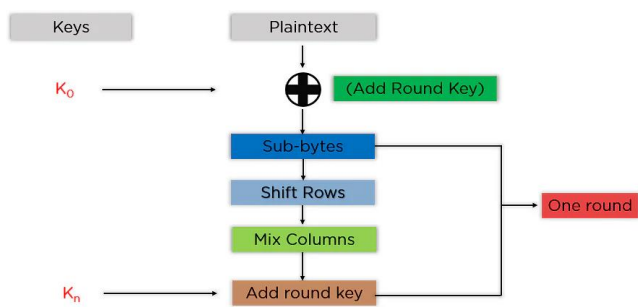 Keys
Plaintext
K₀
(Add Round Key)
Sub-bytes
Shift Rows
One round
Mix Columns
Kₙ
Add round key